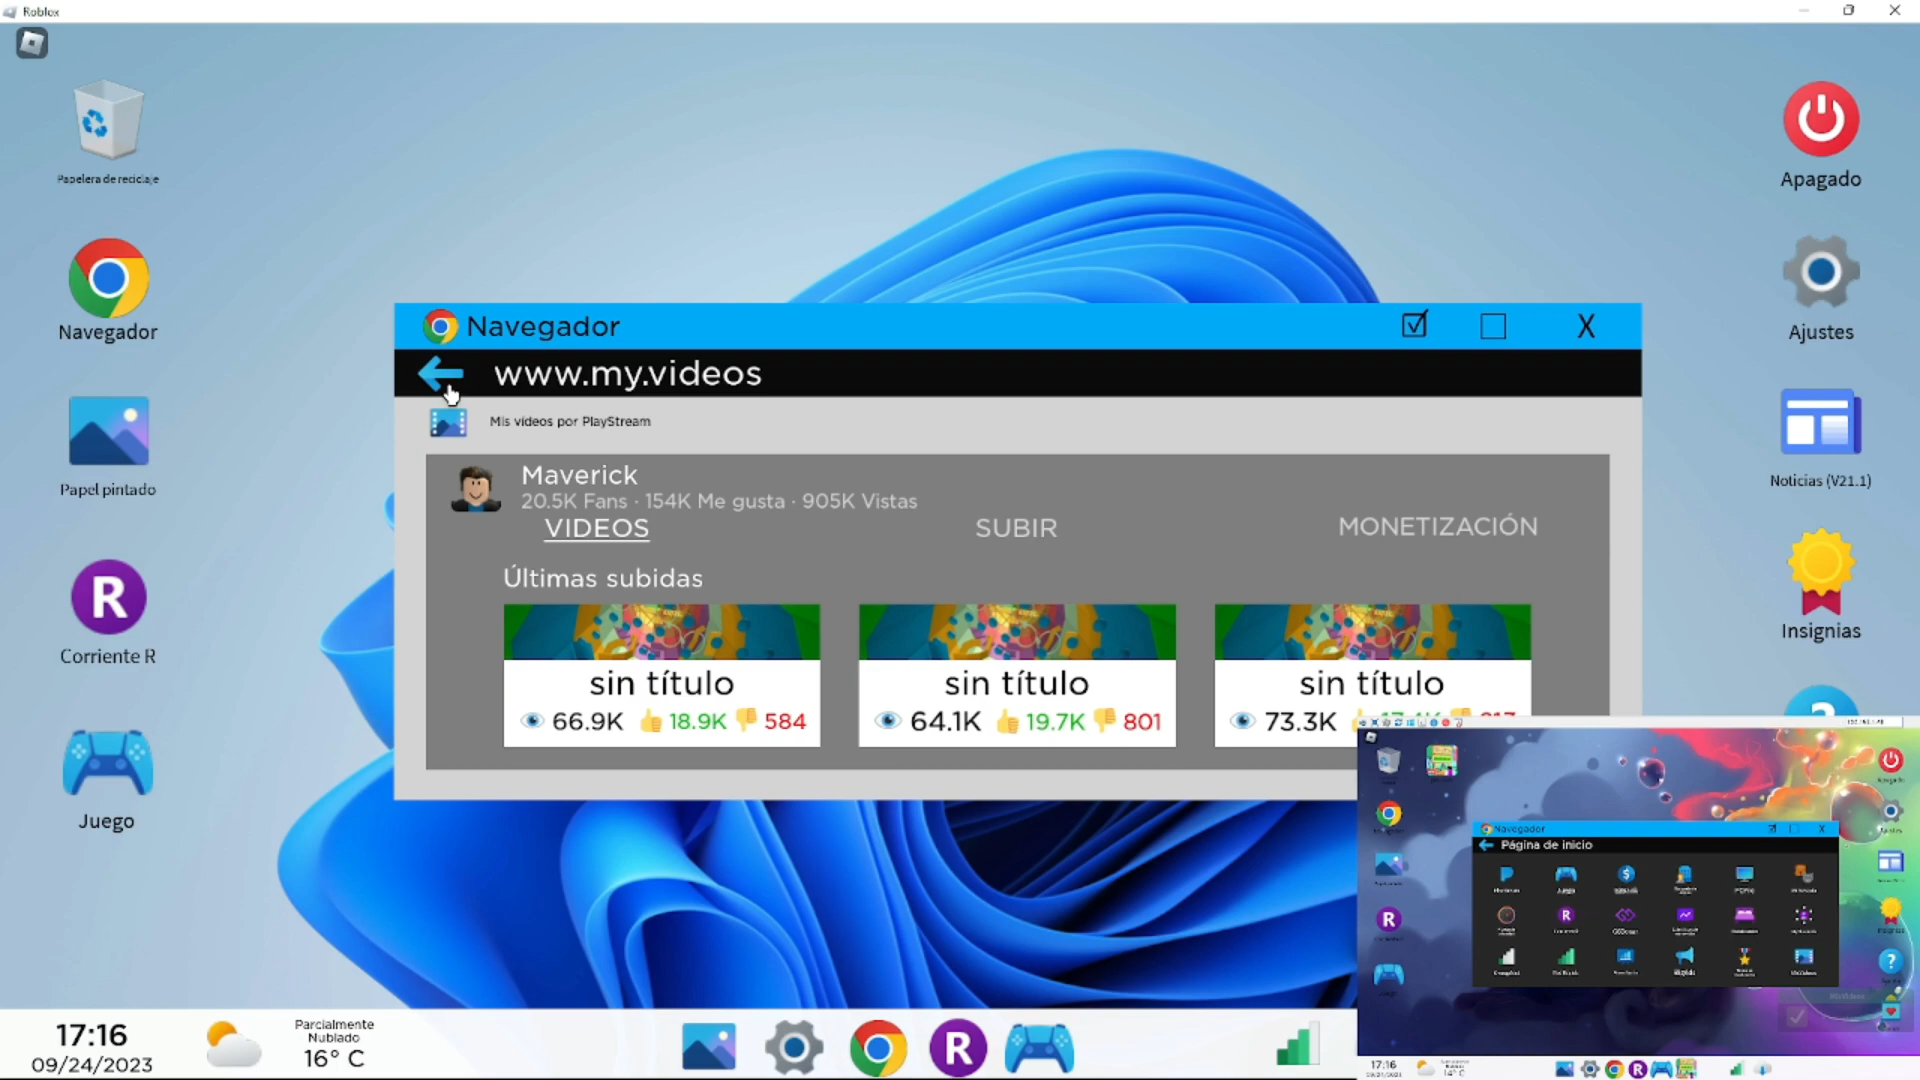 Roblox
Papelera de reciclaje
Apagado
Navegador
Ajustes
Papel pintado
Noticias (V21.1)
Corriente R
Insignias
Juego
Navegador
X
www.my.videos
Mis vídeos por PlayStream
Maverick
20.5K Fans · 154K Me gusta · 905K Vistas
VIDEOS
SUBIR
MONETIZACIÓN
Últimas subidas
sin título
66.9K 18.9K 584
sin título
64.1K 19.7K 801
sin título
73.3K
Navegador
X
Página de inicio
17:16
17:16
09/24/2023
Parcialmente
Nublado
16° C
R